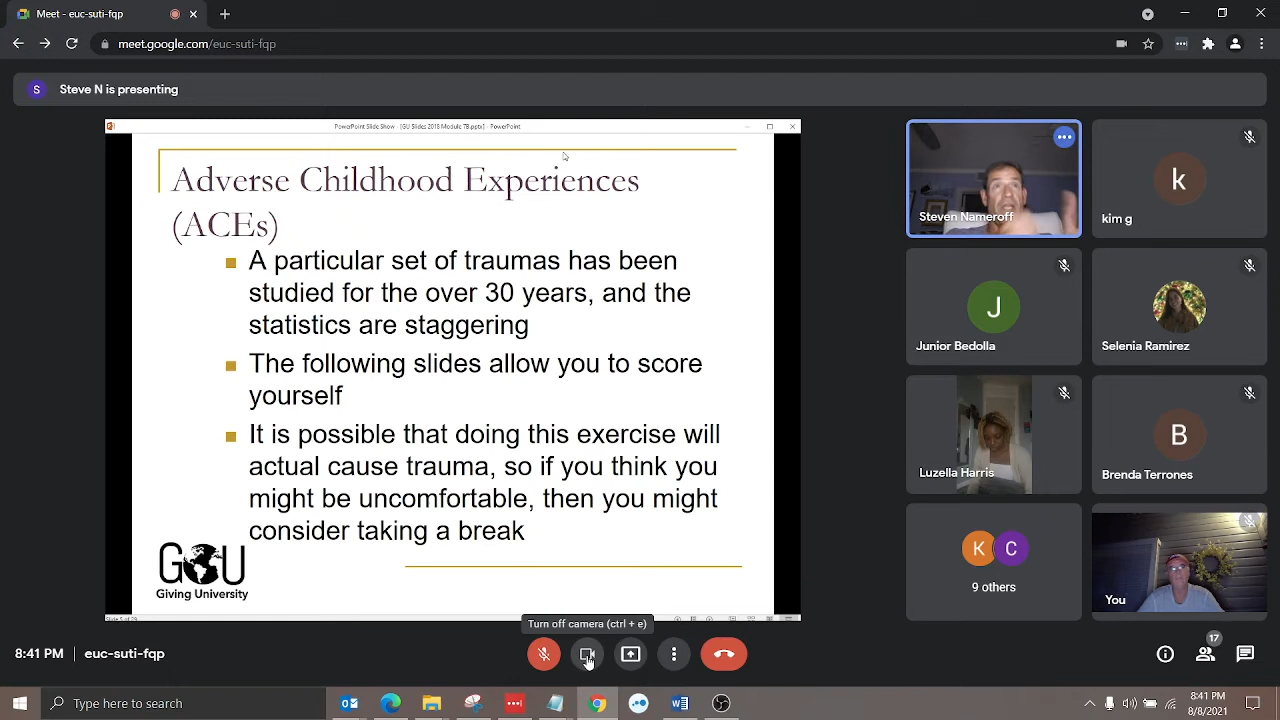 Meet - euc-suti-fqp
meet.google.com/euc-suti-fqp
S
Steve N is presenting
PowerPoint Slide Show - [GU Slides 2018 Module 7B.pptx] - PowerPoint
Adverse Childhood Experiences
(ACEs)
A particular set of traumas has been
studied for the over 30 years, and the
statistics are staggering
The following slides allow you to score
yourself
It is possible that doing this exercise will
actual cause trauma, so if you think you
might be uncomfortable, then you might
consider taking a break
GU
Giving University
Slide 5 of 29
Steven Nameroff
k
kim g
J
Junior Bedolla
Selenia Ramirez
Luzella Harris
B
Brenda Terrones
K C
9 others
You
Turn off camera (ctrl + e)
8:41 PM | euc-suti-fqp
17
Type here to search
8:41 PM
8/8/2021